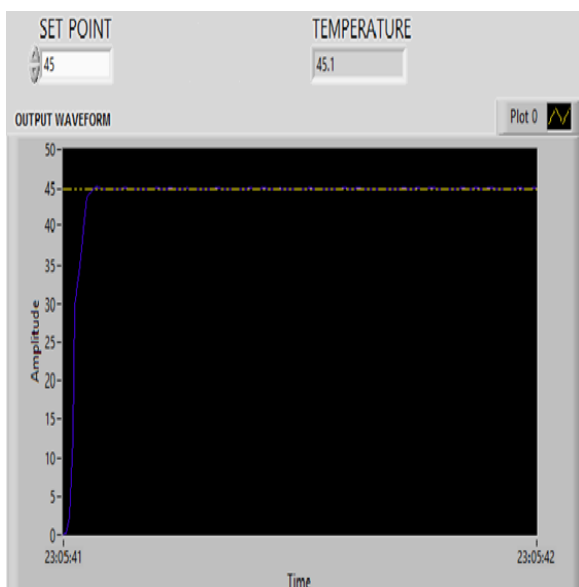 SET POINT
TEMPERATURE
45
45.1
OUTPUT WAVEFORM
Plot 0
50
45
40
35
30
25
20
15
10
5
0
Amplitude
23:05:41
23:05:42
Time